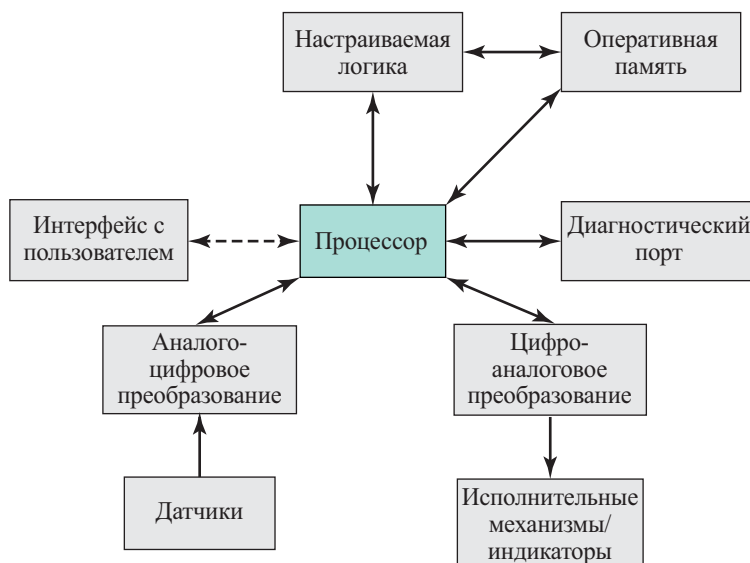 Настраиваемая
логика
Оперативная
память
Интерфейс с
пользователем
Процессор
Диагностический
порт
Аналого-
цифровое
преобразование
Цифро-
аналоговое
преобразование
Датчики
Исполнительные
механизмы/
индикаторы